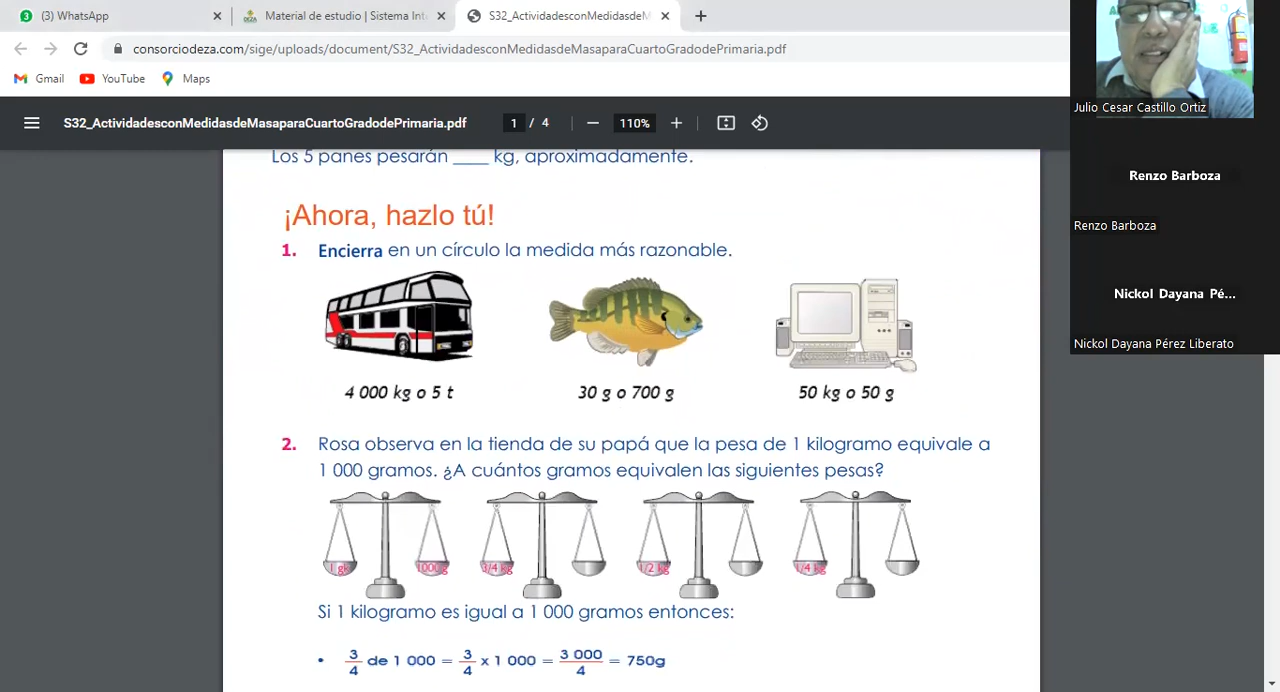 (3) WhatsApp
Material de estudio | Sistema Int
S32_ActividadesconMedidasdeM
consorciodeza.com/sige/uploads/document/S32_ActividadesconMedidasdeMasaparaCuartoGradodePrimaria.pdf
Gmail YouTube Maps
S32_ActividadesconMedidasdeMasaparaCuartoGradodePrimaria.pdf 1 / 4 110%
Julio Cesar Castillo Ortiz
Renzo Barboza
Renzo Barboza
Nickol Dayana Pé...
Nickol Dayana Pérez Liberato
Los 5 panes pesarán ____ kg, aproximadamente.
¡Ahora, hazlo tú!
1. Encierra en un círculo la medida más razonable.
4 000 kg o 5 t 30 g o 700 g 50 kg o 50 g
2. Rosa observa en la tienda de su papá que la pesa de 1 kilogramo equivale a
1 000 gramos. ¿A cuántos gramos equivalen las siguientes pesas?
1 gk 1000g 3/4 kg 1/2 kg 1/4 kg
Si 1 kilogramo es igual a 1 000 gramos entonces:
• 3/4 de 1 000 = 3/4 x 1 000 = 3 000/4 = 750g